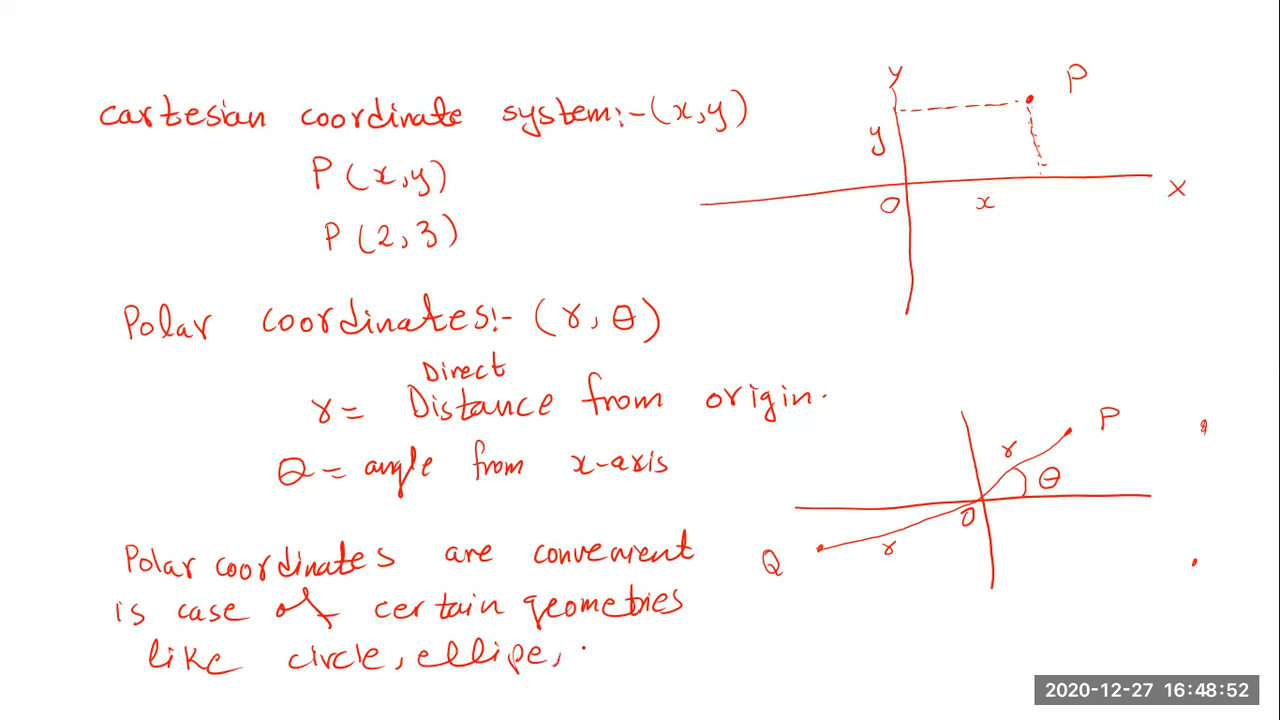 cartesian coordinate system:-(x,y)
P(x,y)
P(2,3)
Y
P
y
O
x
X
Polar coordinates:- (r, θ)
Direct
r = Distance from origin.
θ = angle from x-axis
P
r
θ
O
r
Q
Polar coordinates are convenient
is case of certain geometries
like circle, ellipe,
2020-12-27 16:48:52